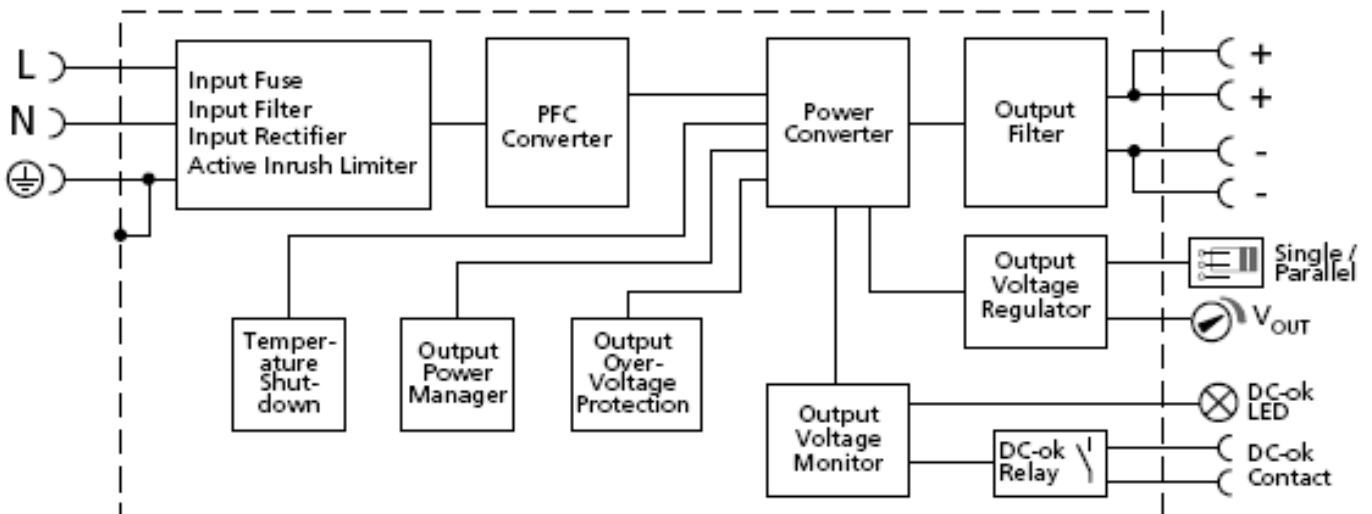 L
N
Input Fuse
Input Filter
Input Rectifier
Active Inrush Limiter
PFC
Converter
Power
Converter
Output
Filter
+
+
-
-
Temper-
ature
Shut-
down
Output
Power
Manager
Output
Over-
Voltage
Protection
Output
Voltage
Regulator
Single /
Parallel
VOUT
Output
Voltage
Monitor
DC-ok
LED
DC-ok
Relay
DC-ok
Contact